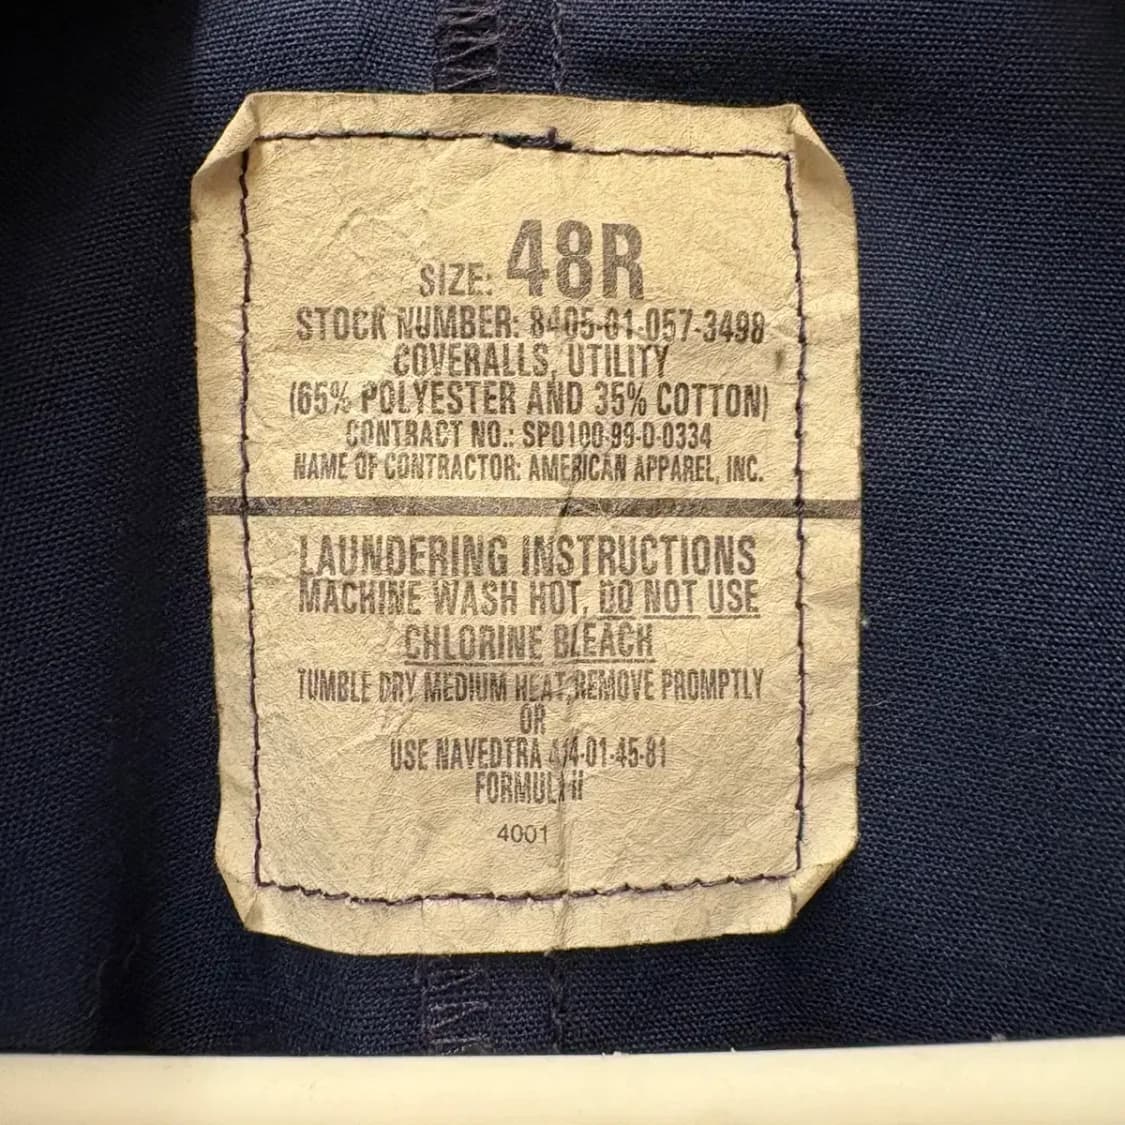 SIZE: 48R
STOCK NUMBER: 8405-01-057-3498
COVERALLS, UTILITY
(65% POLYESTER AND 35% COTTON)
CONTRACT NO.: SPO100-99-D-0334
NAME OF CONTRACTOR: AMERICAN APPAREL, INC.
LAUNDERING INSTRUCTIONS
MACHINE WASH HOT, DO NOT USE
CHLORINE BLEACH
TUMBLE DRY MEDIUM HEAT, REMOVE PROMPTLY
OR
USE NAVEDTRA 414-01-45-81
FORMULA II
4001